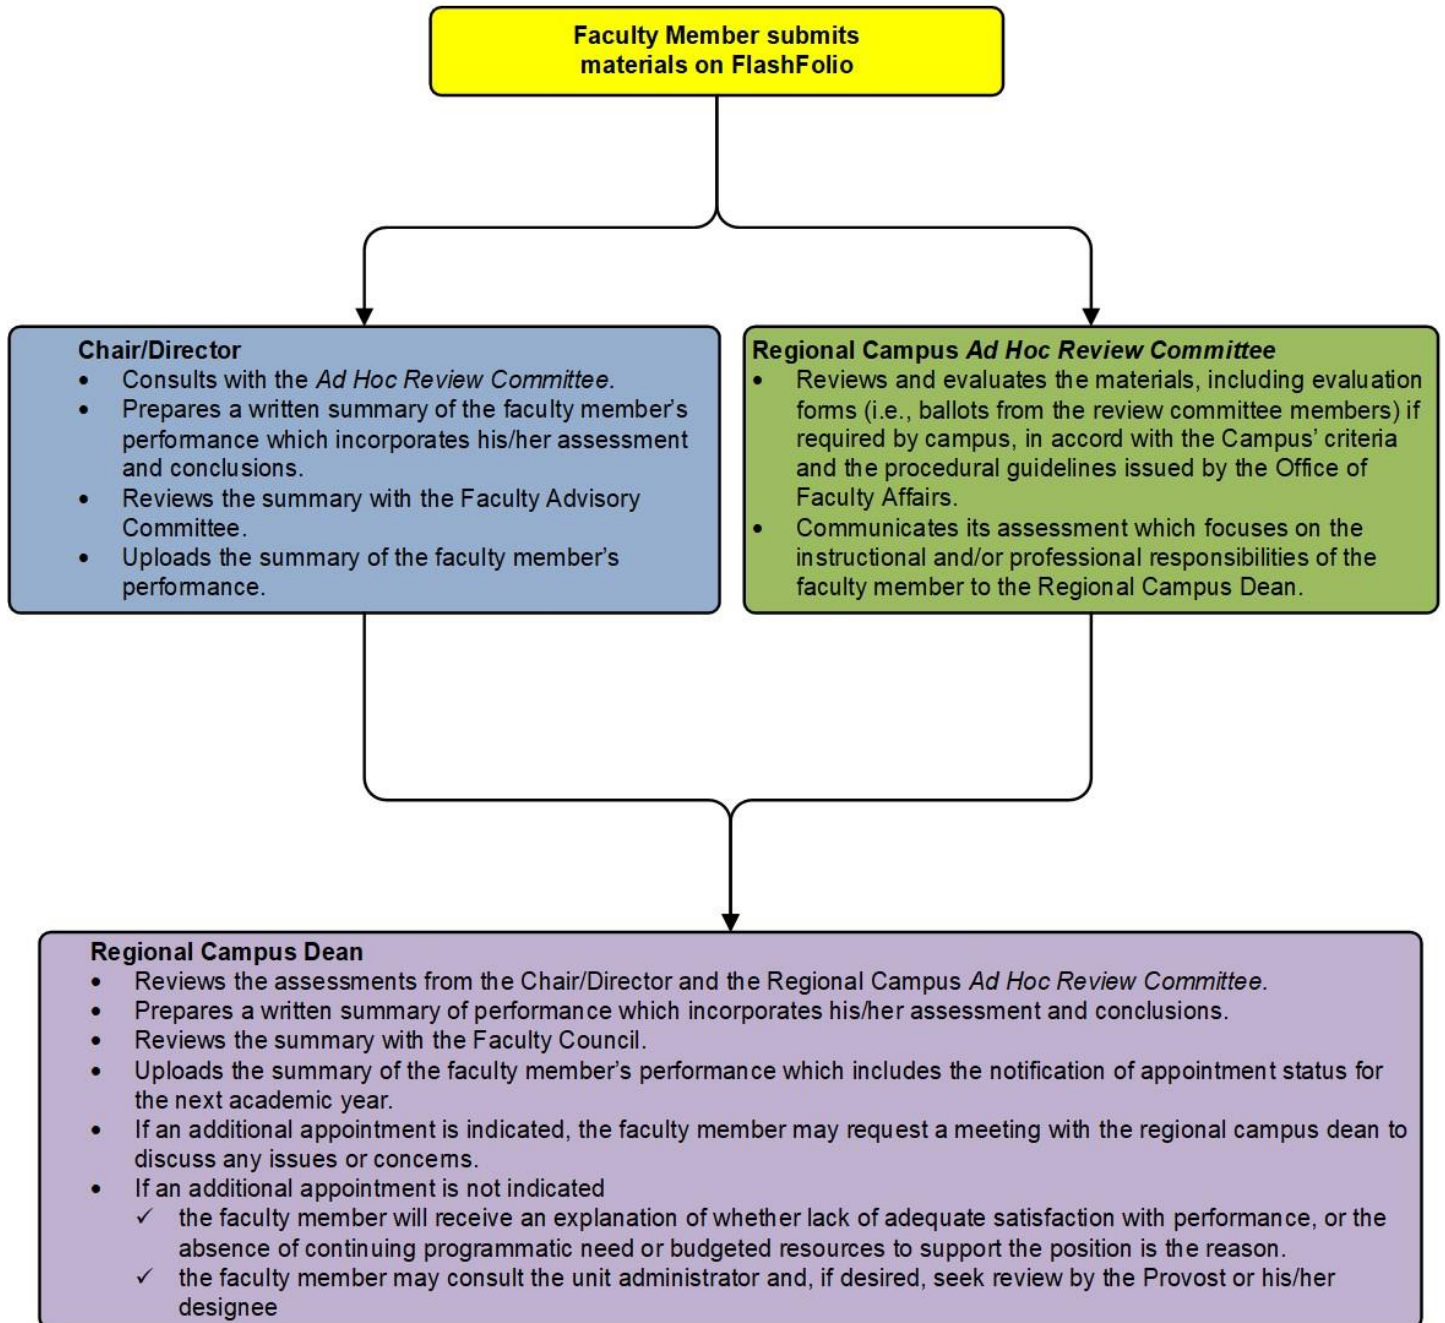 Faculty Member submits
materials on FlashFolio
Chair/Director
• Consults with the Ad Hoc Review Committee.
• Prepares a written summary of the faculty member’s
performance which incorporates his/her assessment
and conclusions.
• Reviews the summary with the Faculty Advisory
Committee.
• Uploads the summary of the faculty member’s
performance.
Regional Campus Ad Hoc Review Committee
• Reviews and evaluates the materials, including evaluation
forms (i.e., ballots from the review committee members) if
required by campus, in accord with the Campus’ criteria
and the procedural guidelines issued by the Office of
Faculty Affairs.
• Communicates its assessment which focuses on the
instructional and/or professional responsibilities of the
faculty member to the Regional Campus Dean.
Regional Campus Dean
• Reviews the assessments from the Chair/Director and the Regional Campus Ad Hoc Review Committee.
• Prepares a written summary of performance which incorporates his/her assessment and conclusions.
• Reviews the summary with the Faculty Council.
• Uploads the summary of the faculty member’s performance which includes the notification of appointment status for
the next academic year.
• If an additional appointment is indicated, the faculty member may request a meeting with the regional campus dean to
discuss any issues or concerns.
• If an additional appointment is not indicated
✓ the faculty member will receive an explanation of whether lack of adequate satisfaction with performance, or the
absence of continuing programmatic need or budgeted resources to support the position is the reason.
✓ the faculty member may consult the unit administrator and, if desired, seek review by the Provost or his/her
designee